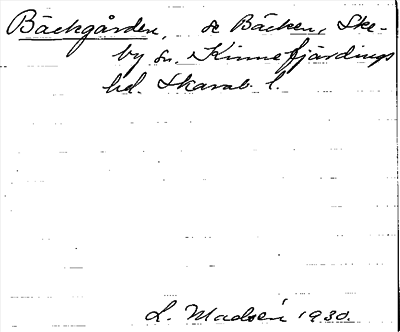 Bäckgården, se Bäcken, Ske-
by sn. Kinnefjärdings
hd. Skarab. l.
L. Madsén 1930.